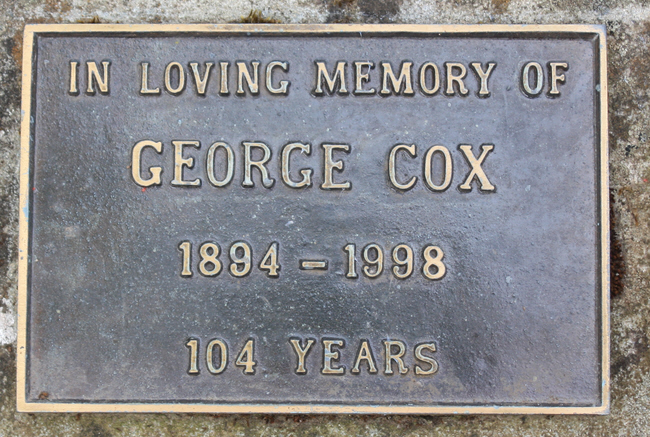 IN LOVING MEMORY OF
GEORGE COX
1894 – 1998
104 YEARS